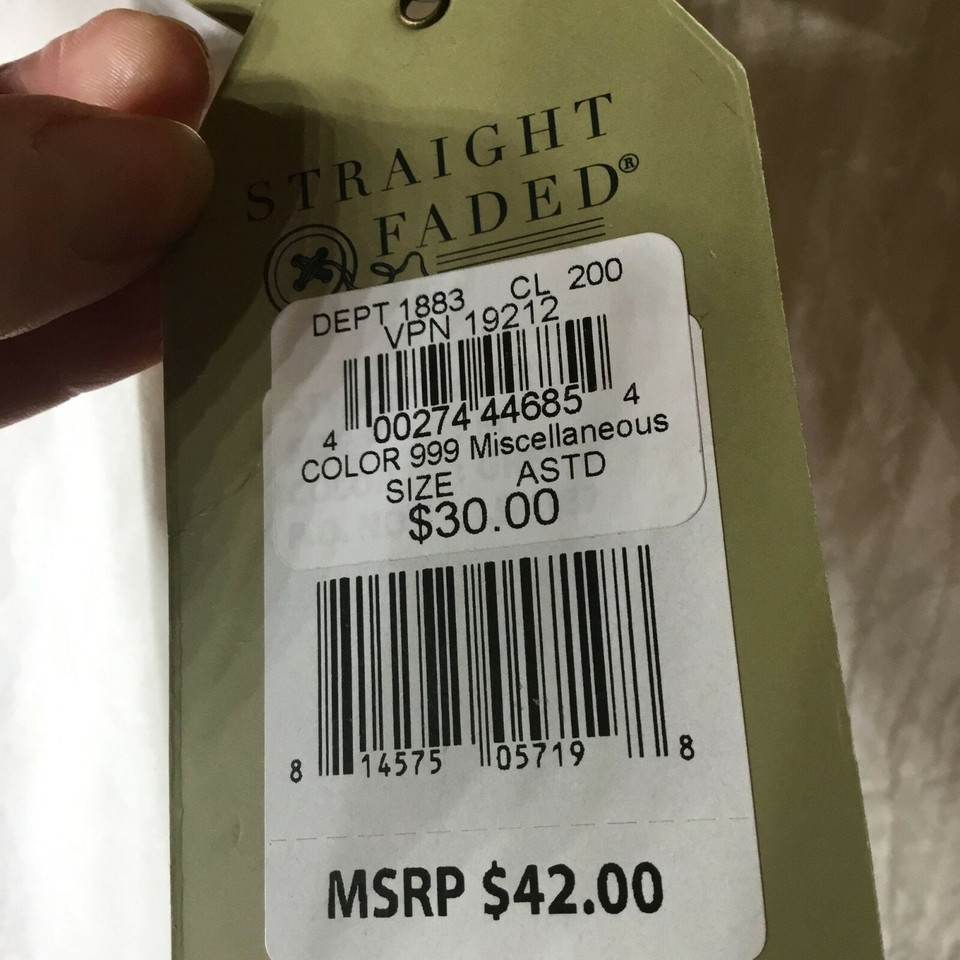 STRAIGHT
FADED®
DEPT 1883 CL 200
VPN 19212
4 00274 44685 4
COLOR 999 Miscellaneous
SIZE ASTD
$30.00
8 14575 05719 8
MSRP $42.00